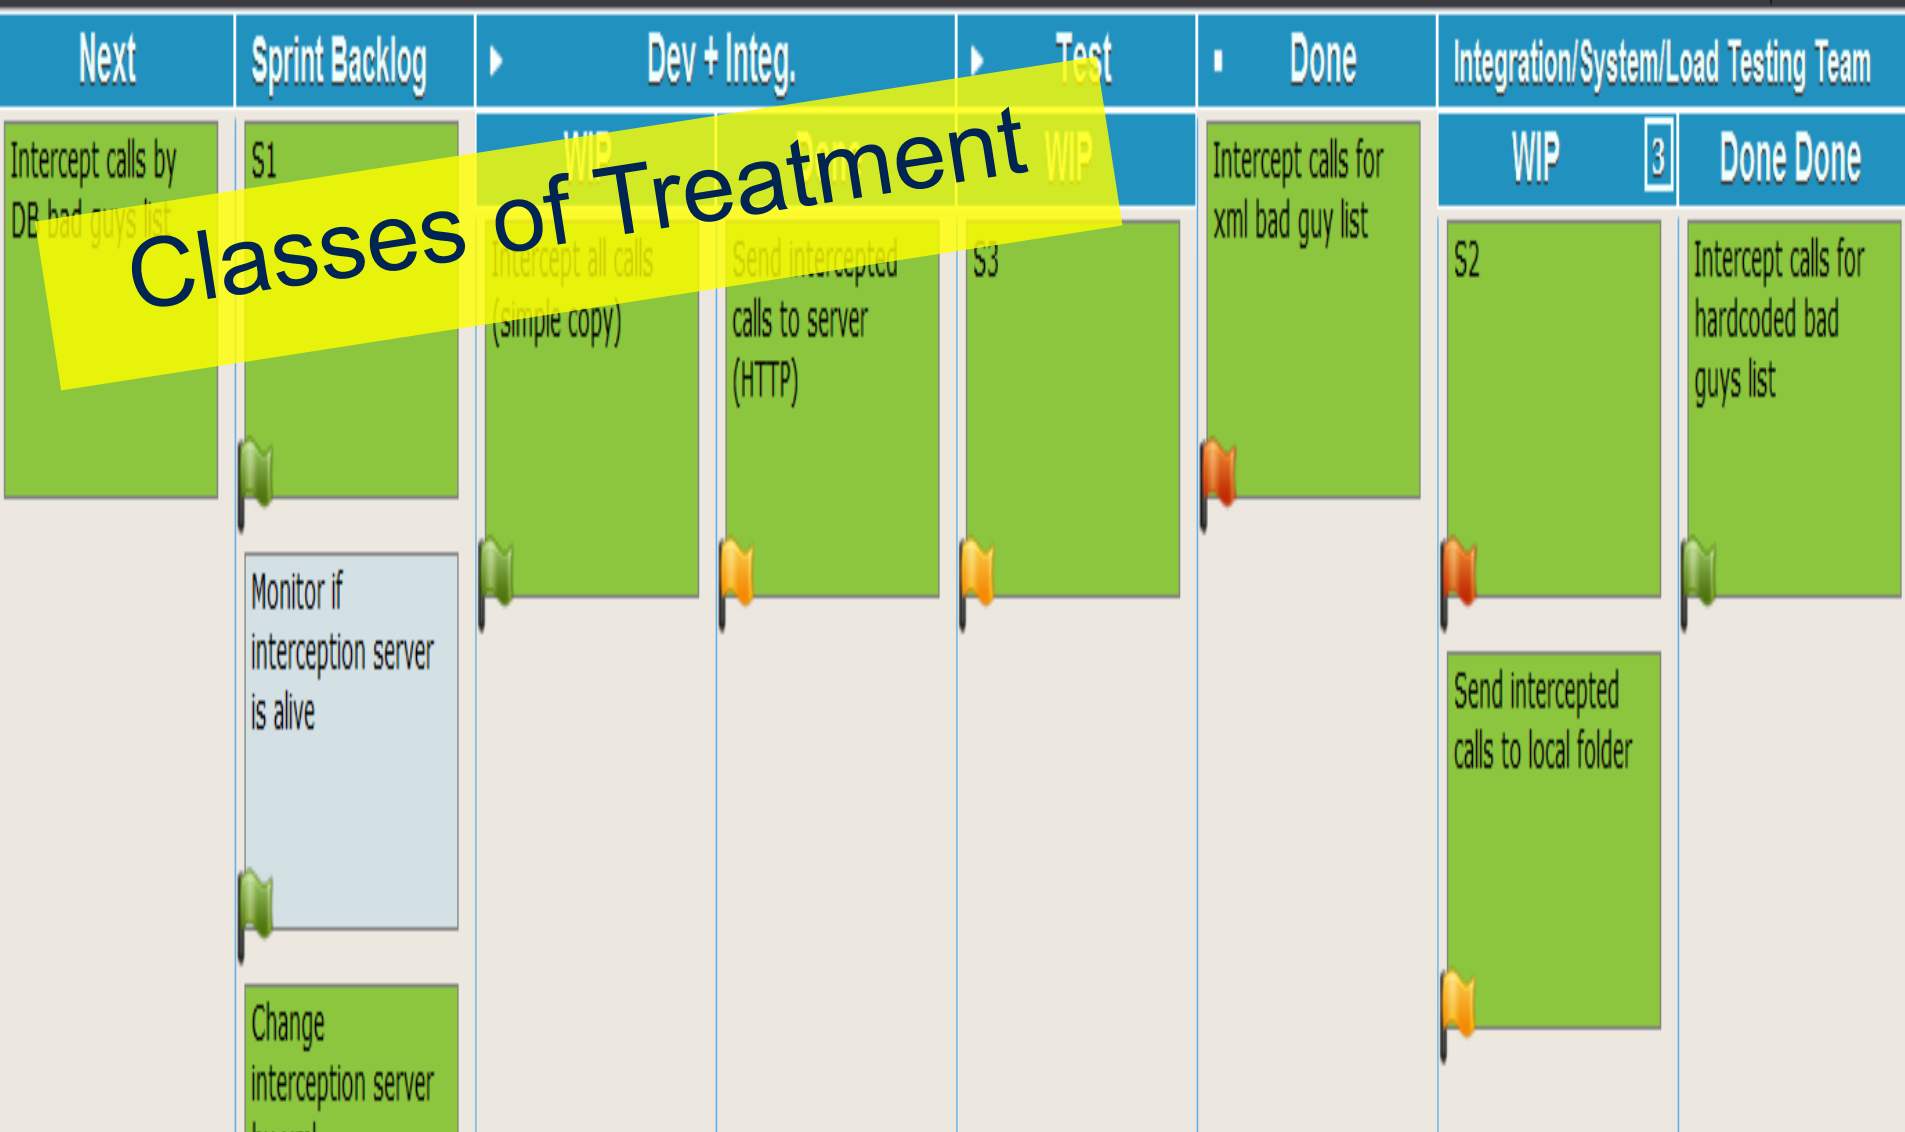 Next
Sprint Backlog
Dev + Integ.
Test
Done
Integration/System/Load Testing Team
WIP
Done
WIP
WIP
3
Done Done
Classes of Treatment
Intercept calls by
DB bad guys list
S1
Monitor if
interception server
is alive
Change
interception server
Intercept all calls
(simple copy)
Send intercepted
calls to server
(HTTP)
S3
Intercept calls for
xml bad guy list
S2
Send intercepted
calls to local folder
Intercept calls for
hardcoded bad
guys list